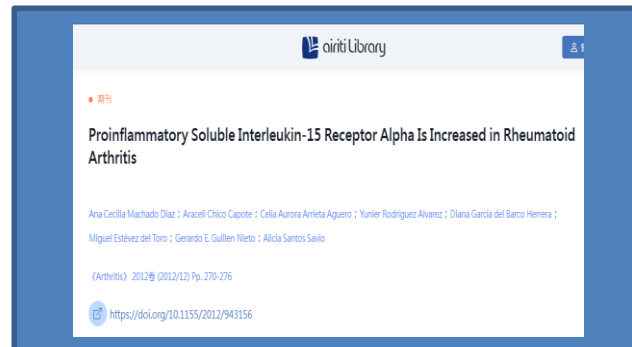 airiti Library
期刊
Proinflammatory Soluble Interleukin-15 Receptor Alpha Is Increased in Rheumatoid
Arthritis
Ana Cecilia Machado Diaz ; Araceli Chico Capote ; Celia Aurora Arrieta Aguero ; Yunier Rodriguez Alvarez ; Diana García del Barco Herrera ;
Miguel Estévez del Toro ; Gerardo E. Guillen Nieto ; Alicia Santos Savio
《Arthritis》 2012卷 (2012/12) Pp. 270-276
https://doi.org/10.1155/2012/943156